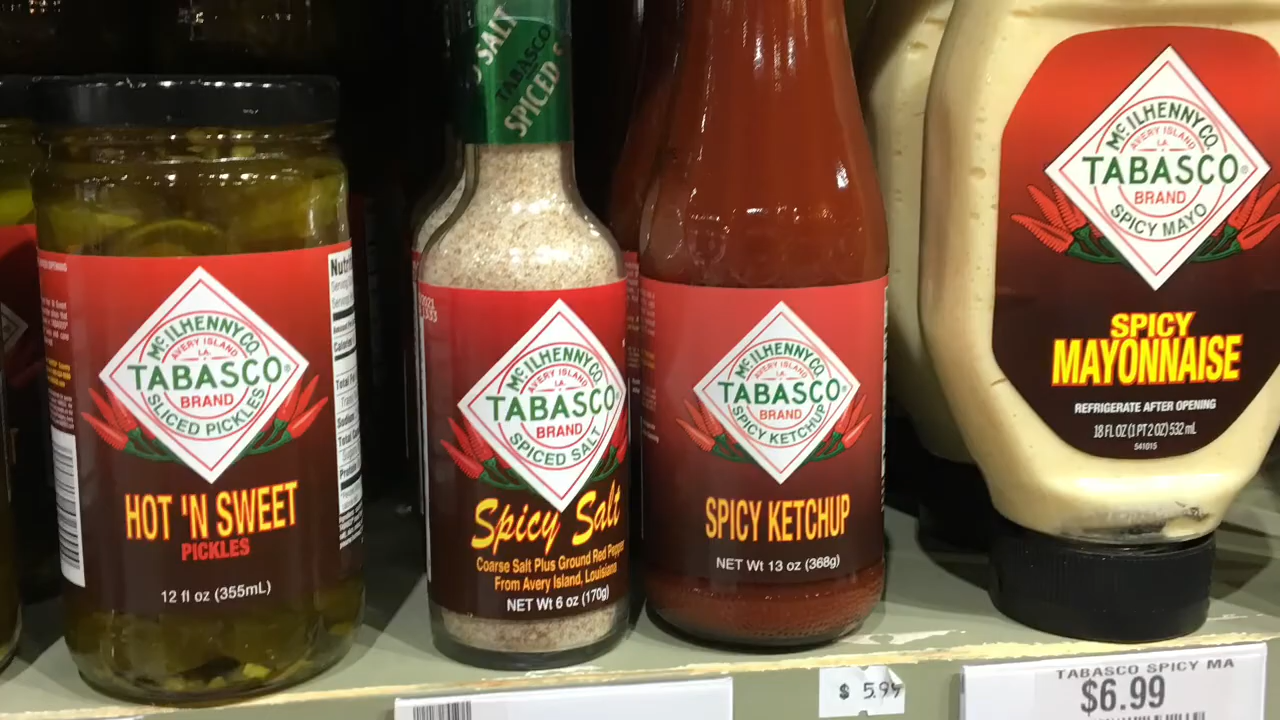 McILHENNY CO.
AVERY ISLAND
LA.
TABASCO®
BRAND
SLICED PICKLES
HOT 'N SWEET
PICKLES
12 fl oz (355mL)
SALT
TABASCO
SPICED S
McILHENNY CO.
AVERY ISLAND
LA.
TABASCO®
BRAND
SPICED SALT
Spicy Salt
Coarse Salt Plus Ground Red Pepper
From Avery Island, Louisiana
NET Wt 6 oz (170g)
McILHENNY CO.
AVERY ISLAND
LA.
TABASCO®
BRAND
SPICY KETCHUP
SPICY KETCHUP
NET Wt 13 oz (368g)
McILHENNY CO.
AVERY ISLAND
LA.
TABASCO®
BRAND
SPICY MAYO
SPICY
MAYONNAISE
REFRIGERATE AFTER OPENING
18 FL OZ (1 PT 2 OZ) 532 mL
541015
$ 5.99
TABASCO SPICY MA
$6.99